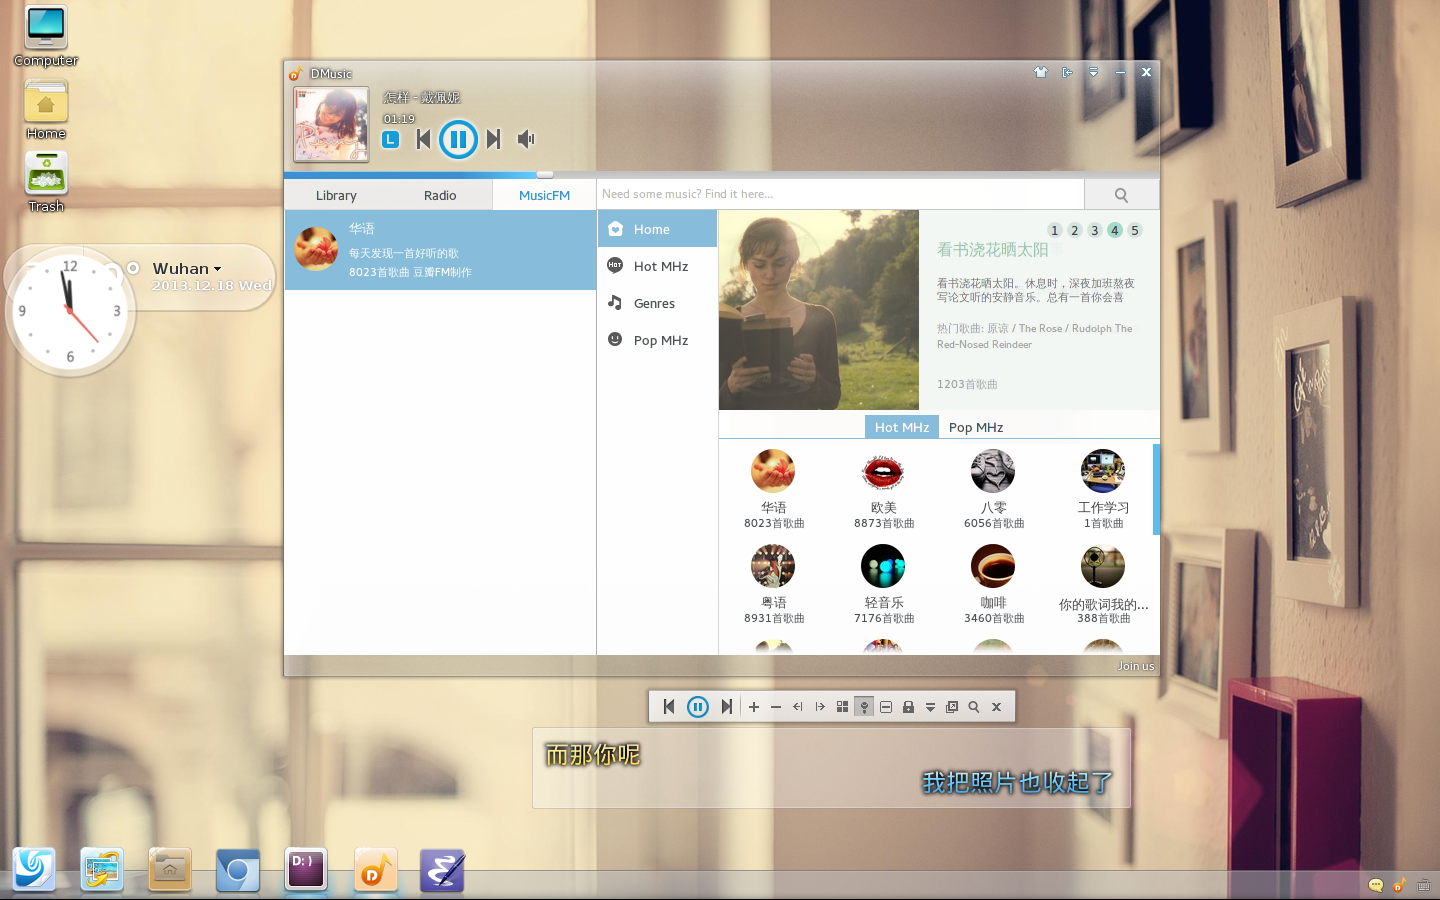 Computer
Home
Trash
12
3
6
9
Wuhan
2013.12.18 Wed
DMusic
怎样 - 戴佩妮
01:19
L
Library
Radio
MusicFM
Need some music? Find it here...
华语
每天发现一首好听的歌
8023首歌曲 豆瓣FM制作
Home
Hot MHz
Genres
Pop MHz
1 2 3 4 5
看书浇花晒太阳
看书浇花晒太阳。休息时，深夜加班熬夜
写论文听的安静音乐。总有一首你会喜
热门歌曲: 原谅 / The Rose / Rudolph The
Red-Nosed Reindeer
1203首歌曲
Hot MHz
Pop MHz
华语
8023首歌曲
欧美
8873首歌曲
八零
6056首歌曲
工作学习
1首歌曲
粤语
8931首歌曲
轻音乐
7176首歌曲
咖啡
3460首歌曲
你的歌词我的...
388首歌曲
Join us
而那你呢
我把照片也收起了
D: )